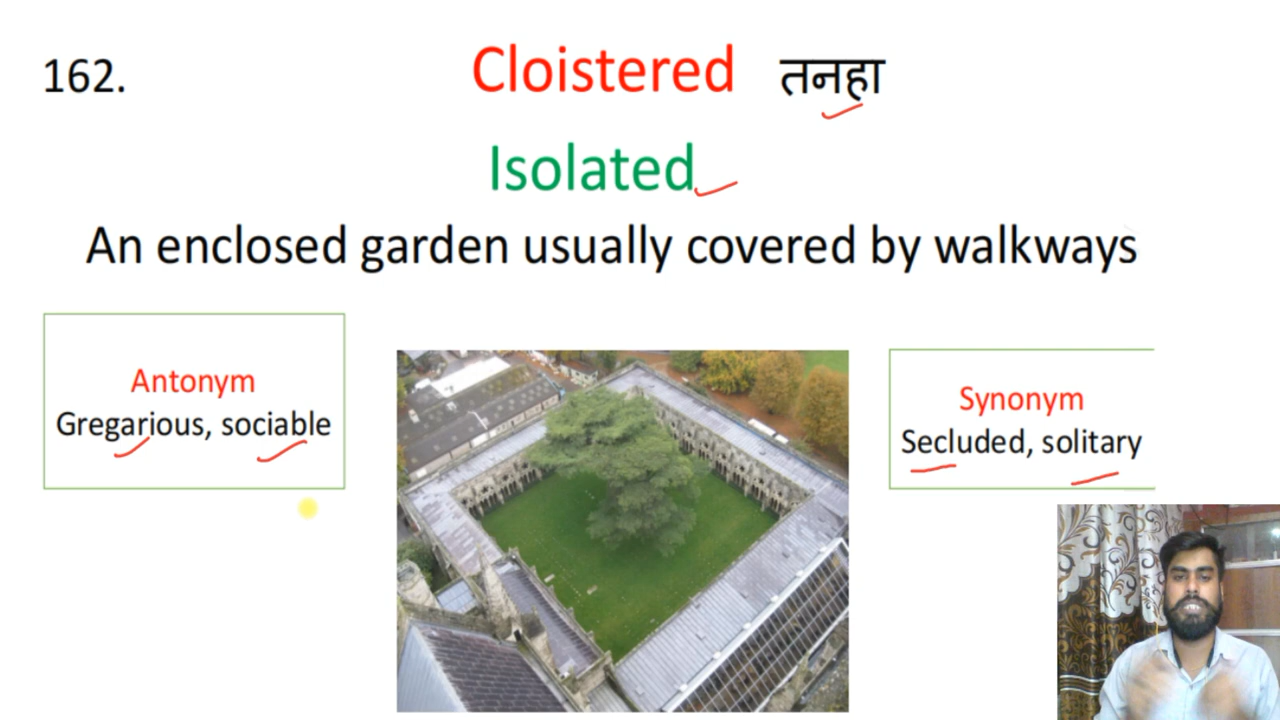 162.
Cloistered तनहा
Isolated
An enclosed garden usually covered by walkways
Antonym
Gregarious, sociable
Synonym
Secluded, solitary